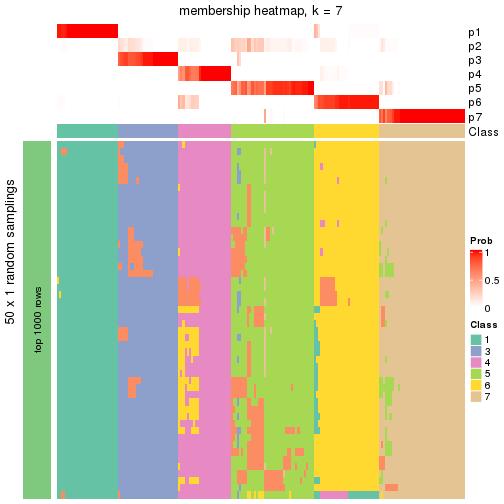 membership heatmap, k = 7
p1
p2
p3
p4
p5
p6
p7
Class
50 x 1 random samplings
top 1000 rows
Prob
1
0.5
0
Class
1
3
4
5
6
7